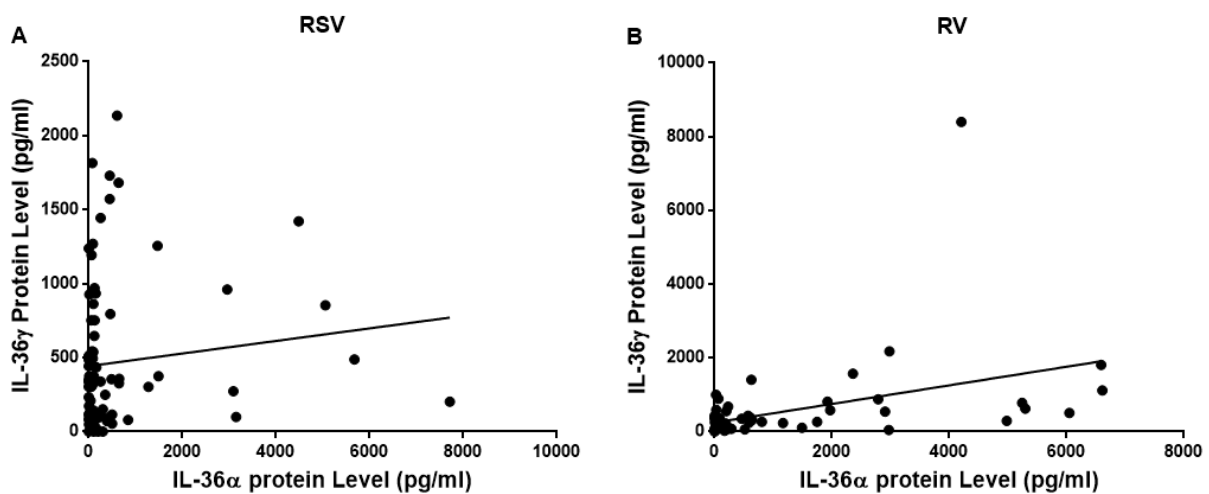 A
RSV
IL-36γ Protein Level (pg/ml)
2500
2000
1500
1000
500
0
0 2000 4000 6000 8000 10000
IL-36α protein Level (pg/ml)
B
RV
IL-36γ Protein Level (pg/ml)
10000
8000
6000
4000
2000
0
0 2000 4000 6000 8000
IL-36α protein Level (pg/ml)